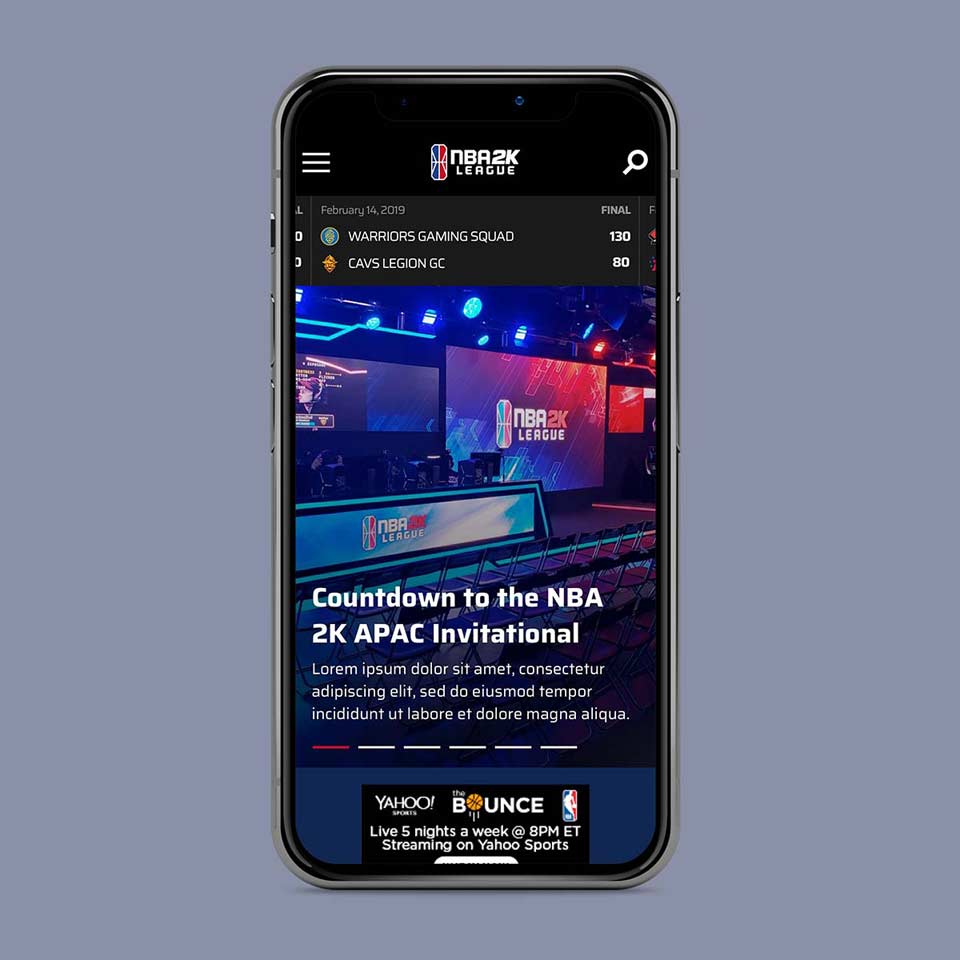 NBA2K
LEAGUE
February 14, 2019 FINAL
WARRIORS GAMING SQUAD 130
CAVS LEGION GC 80
NBA2K
LEAGUE
NBA2K
LEAGUE
Countdown to the NBA
2K APAC Invitational
Lorem ipsum dolor sit amet, consectetur
adipiscing elit, sed do eiusmod tempor
incididunt ut labore et dolore magna aliqua.
YAHOO! the BOUNCE NBA
SPORTS
Live 5 nights a week @ 8PM ET
Streaming on Yahoo Sports